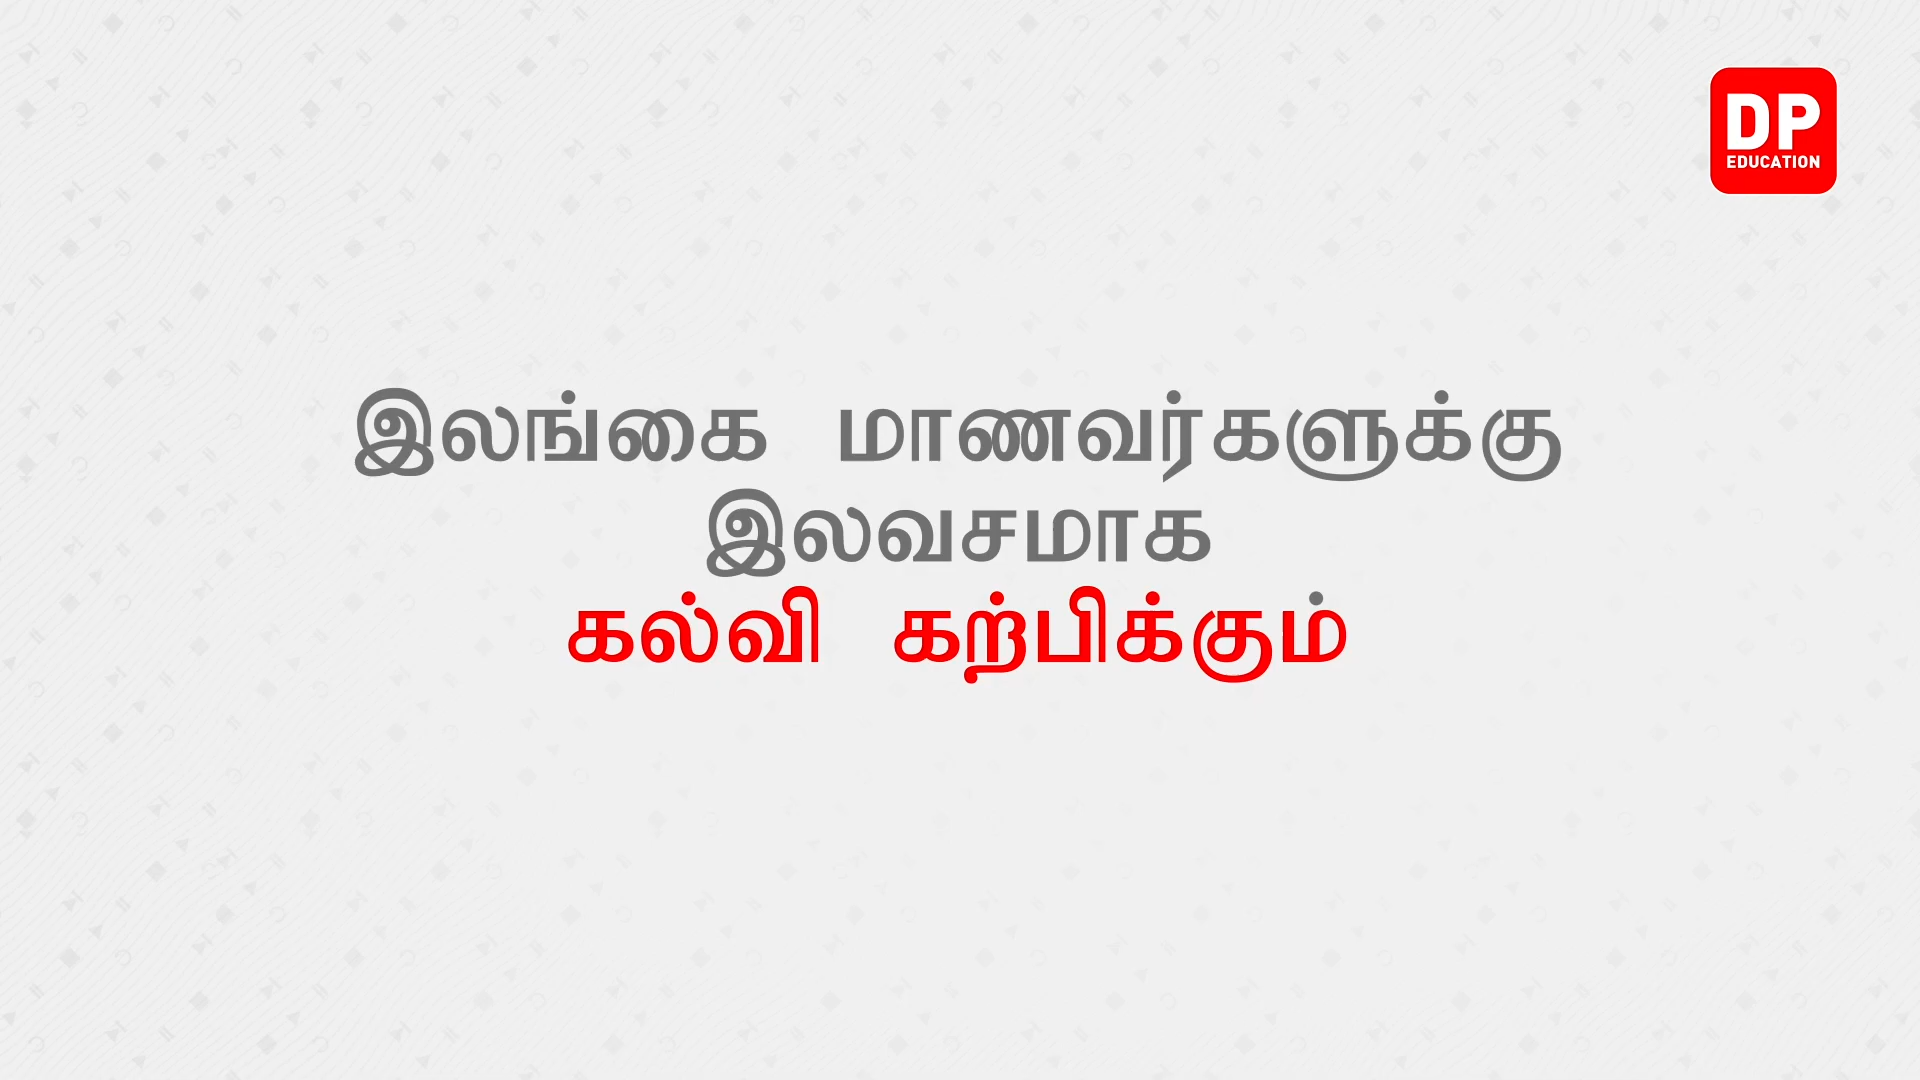 DP
EDUCATION
இலங்கை மாணவர்களுக்கு
இலவசமாக
கல்வி கற்பிக்கும்